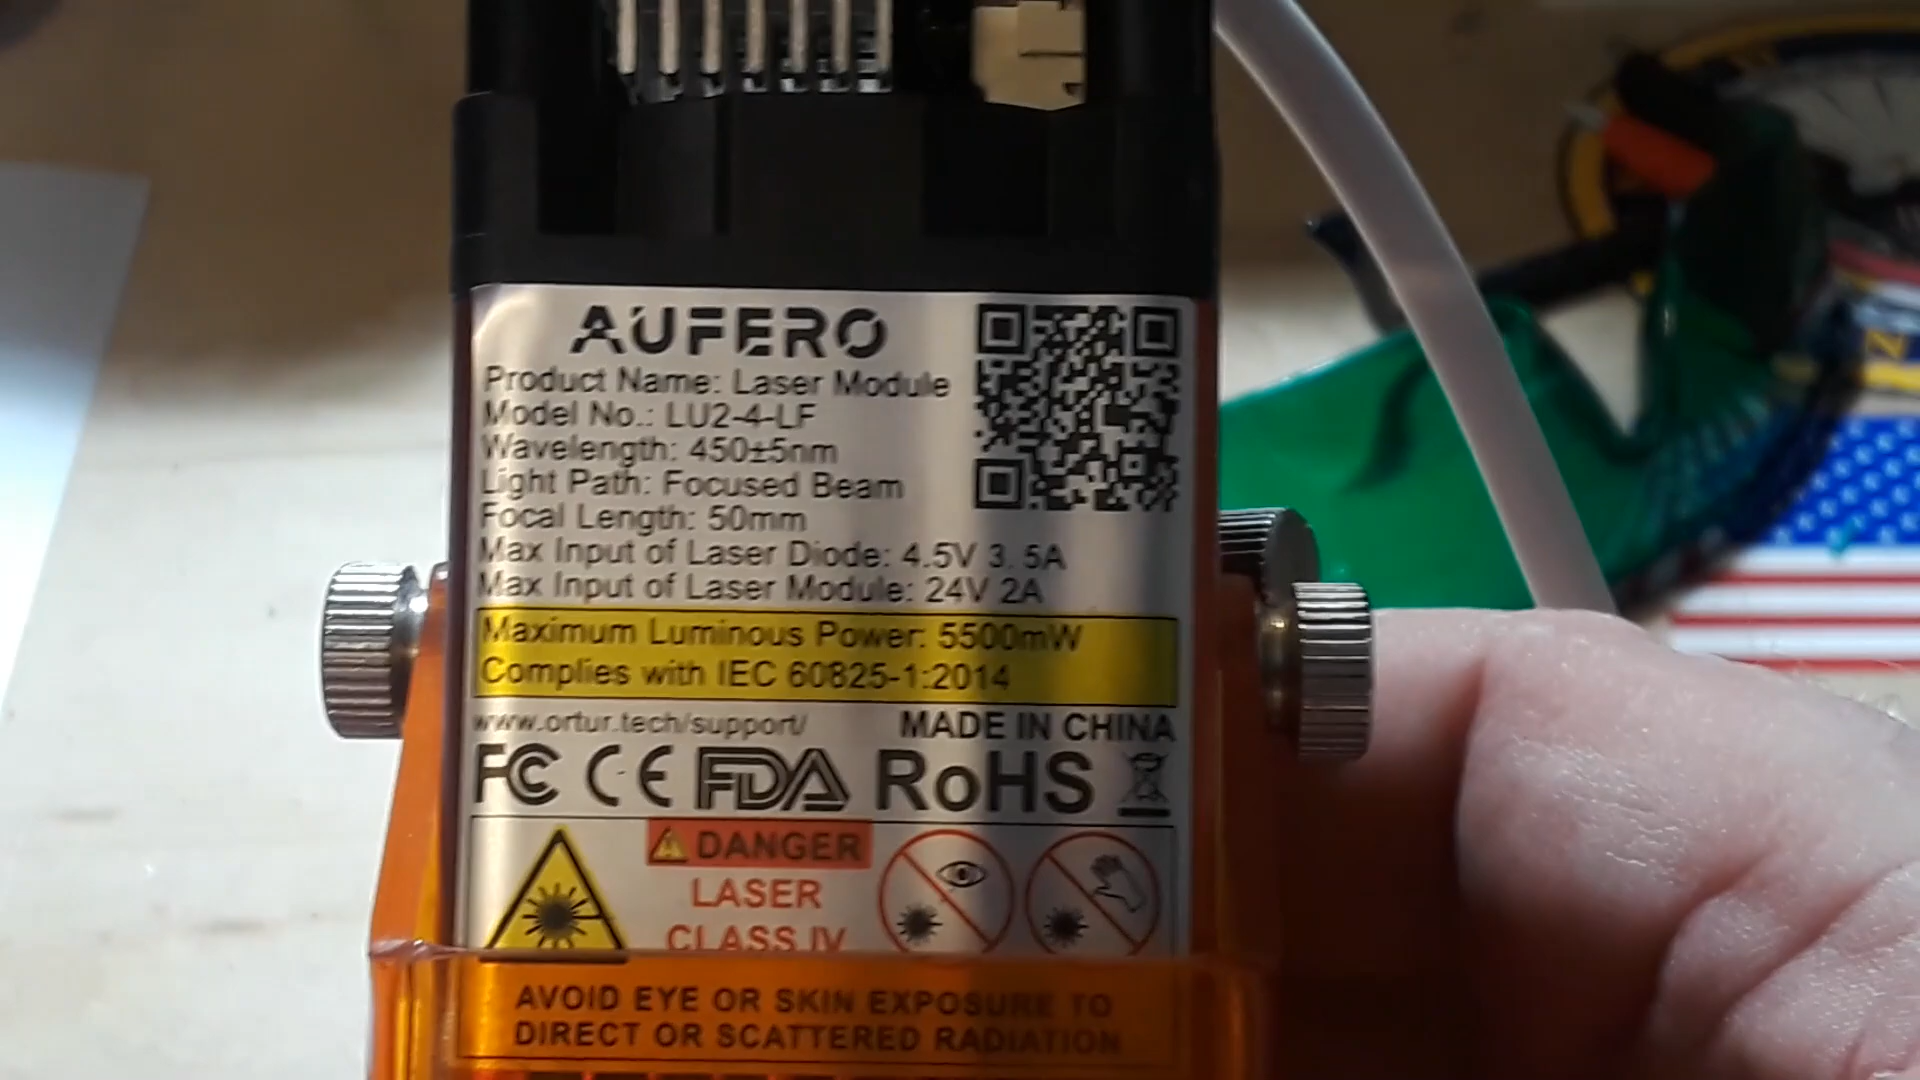 AUFERO
Product Name: Laser Module
Model No.: LU2-4-LF
Wavelength: 450±5nm
Light Path: Focused Beam
Focal Length: 50mm
Max Input of Laser Diode: 4.5V 3. 5A
Max Input of Laser Module: 24V 2A
Maximum Luminous Power: 5500mW
Complies with IEC 60825-1:2014
www.ortur.tech/support/ MADE IN CHINA
FC CE FDA RoHS
DANGER
LASER
CLASS IV
AVOID EYE OR SKIN EXPOSURE TO
DIRECT OR SCATTERED RADIATION